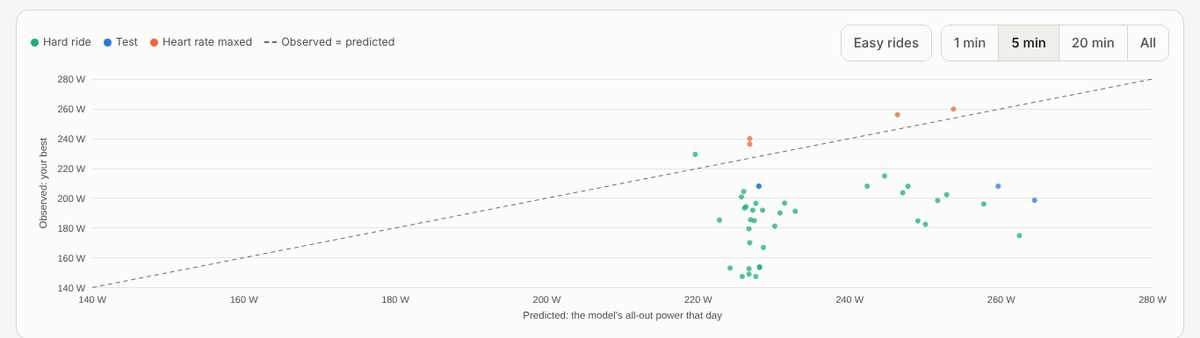 Hard ride Test Heart rate maxed Observed = predicted
Easy rides 1 min 5 min 20 min All
280 W
260 W
240 W
220 W
200 W
180 W
160 W
140 W
Observed: your best
140 W 160 W 180 W 200 W 220 W 240 W 260 W 280 W
Predicted: the model's all-out power that day